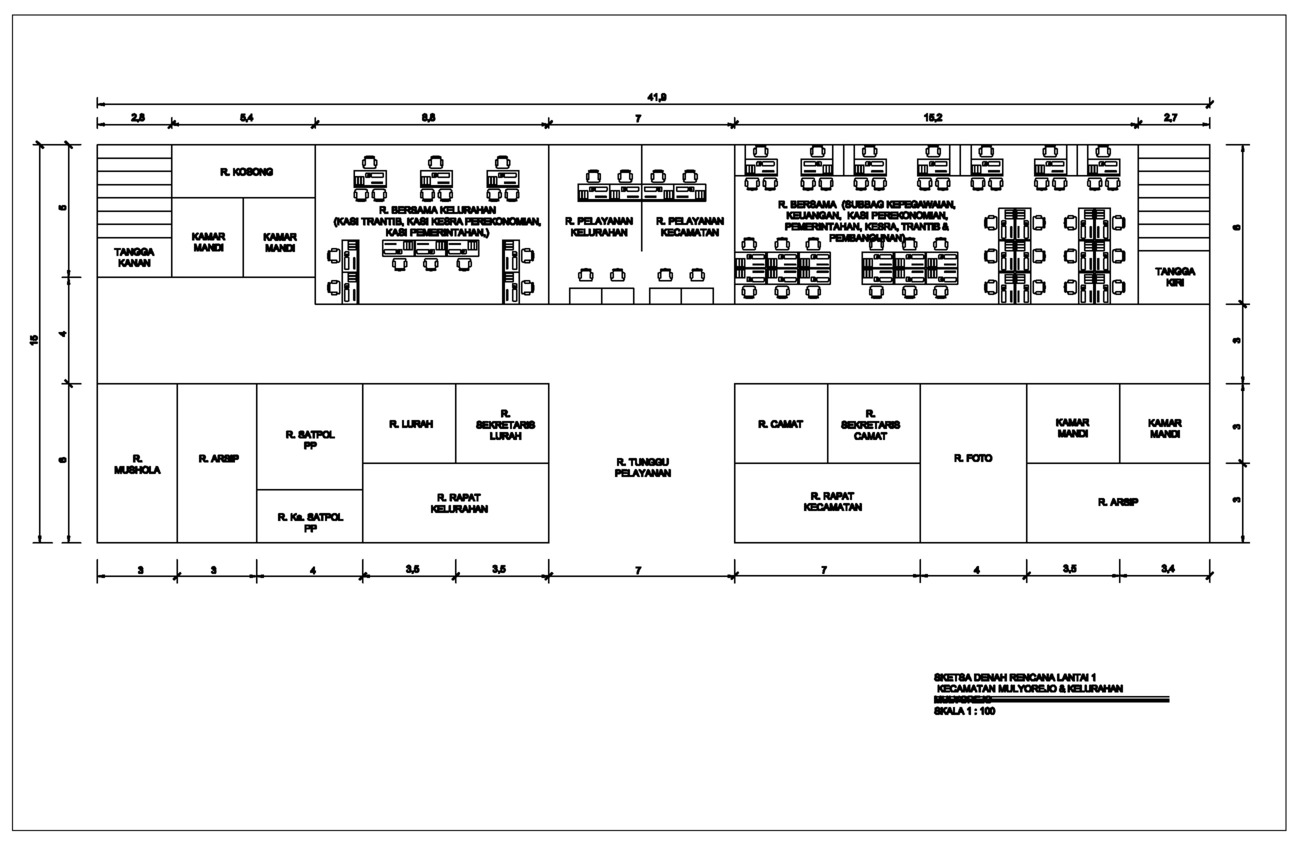 41,9
2,8
5,4
8,8
7
15,2
2,7
R. KOSONG
KAMAR
MANDI
KAMAR
MANDI
TANGGA
KANAN
R. BERSAMA KELURAHAN
(KASI TRANTIB, KASI KESRA PEREKONOMIAN,
KASI PEMERINTAHAN,)
R. PELAYANAN
KELURAHAN
R. PELAYANAN
KECAMATAN
R. BERSAMA (SUBBAG KEPEGAWAIAN,
KEUANGAN, KASI PEREKONOMIAN,
PEMERINTAHAN, KESRA, TRANTIB &
PEMBANGUNAN)
TANGGA
KIRI
15
5
4
6
6
3
3
3
R.
MUSHOLA
R. ARSIP
R. SATPOL
PP
R. Ka. SATPOL
PP
R. LURAH
R.
SEKRETARIS
LURAH
R. RAPAT
KELURAHAN
R. TUNGGU
PELAYANAN
R. CAMAT
R.
SEKRETARIS
CAMAT
R. RAPAT
KECAMATAN
R. FOTO
KAMAR
MANDI
KAMAR
MANDI
R. ARSIP
3
3
4
3,5
3,5
7
7
4
3,5
3,4
SKETSA DENAH RENCANA LANTAI 1
KECAMATAN MULYOREJO & KELURAHAN
MULYOREJO
SKALA 1 : 100